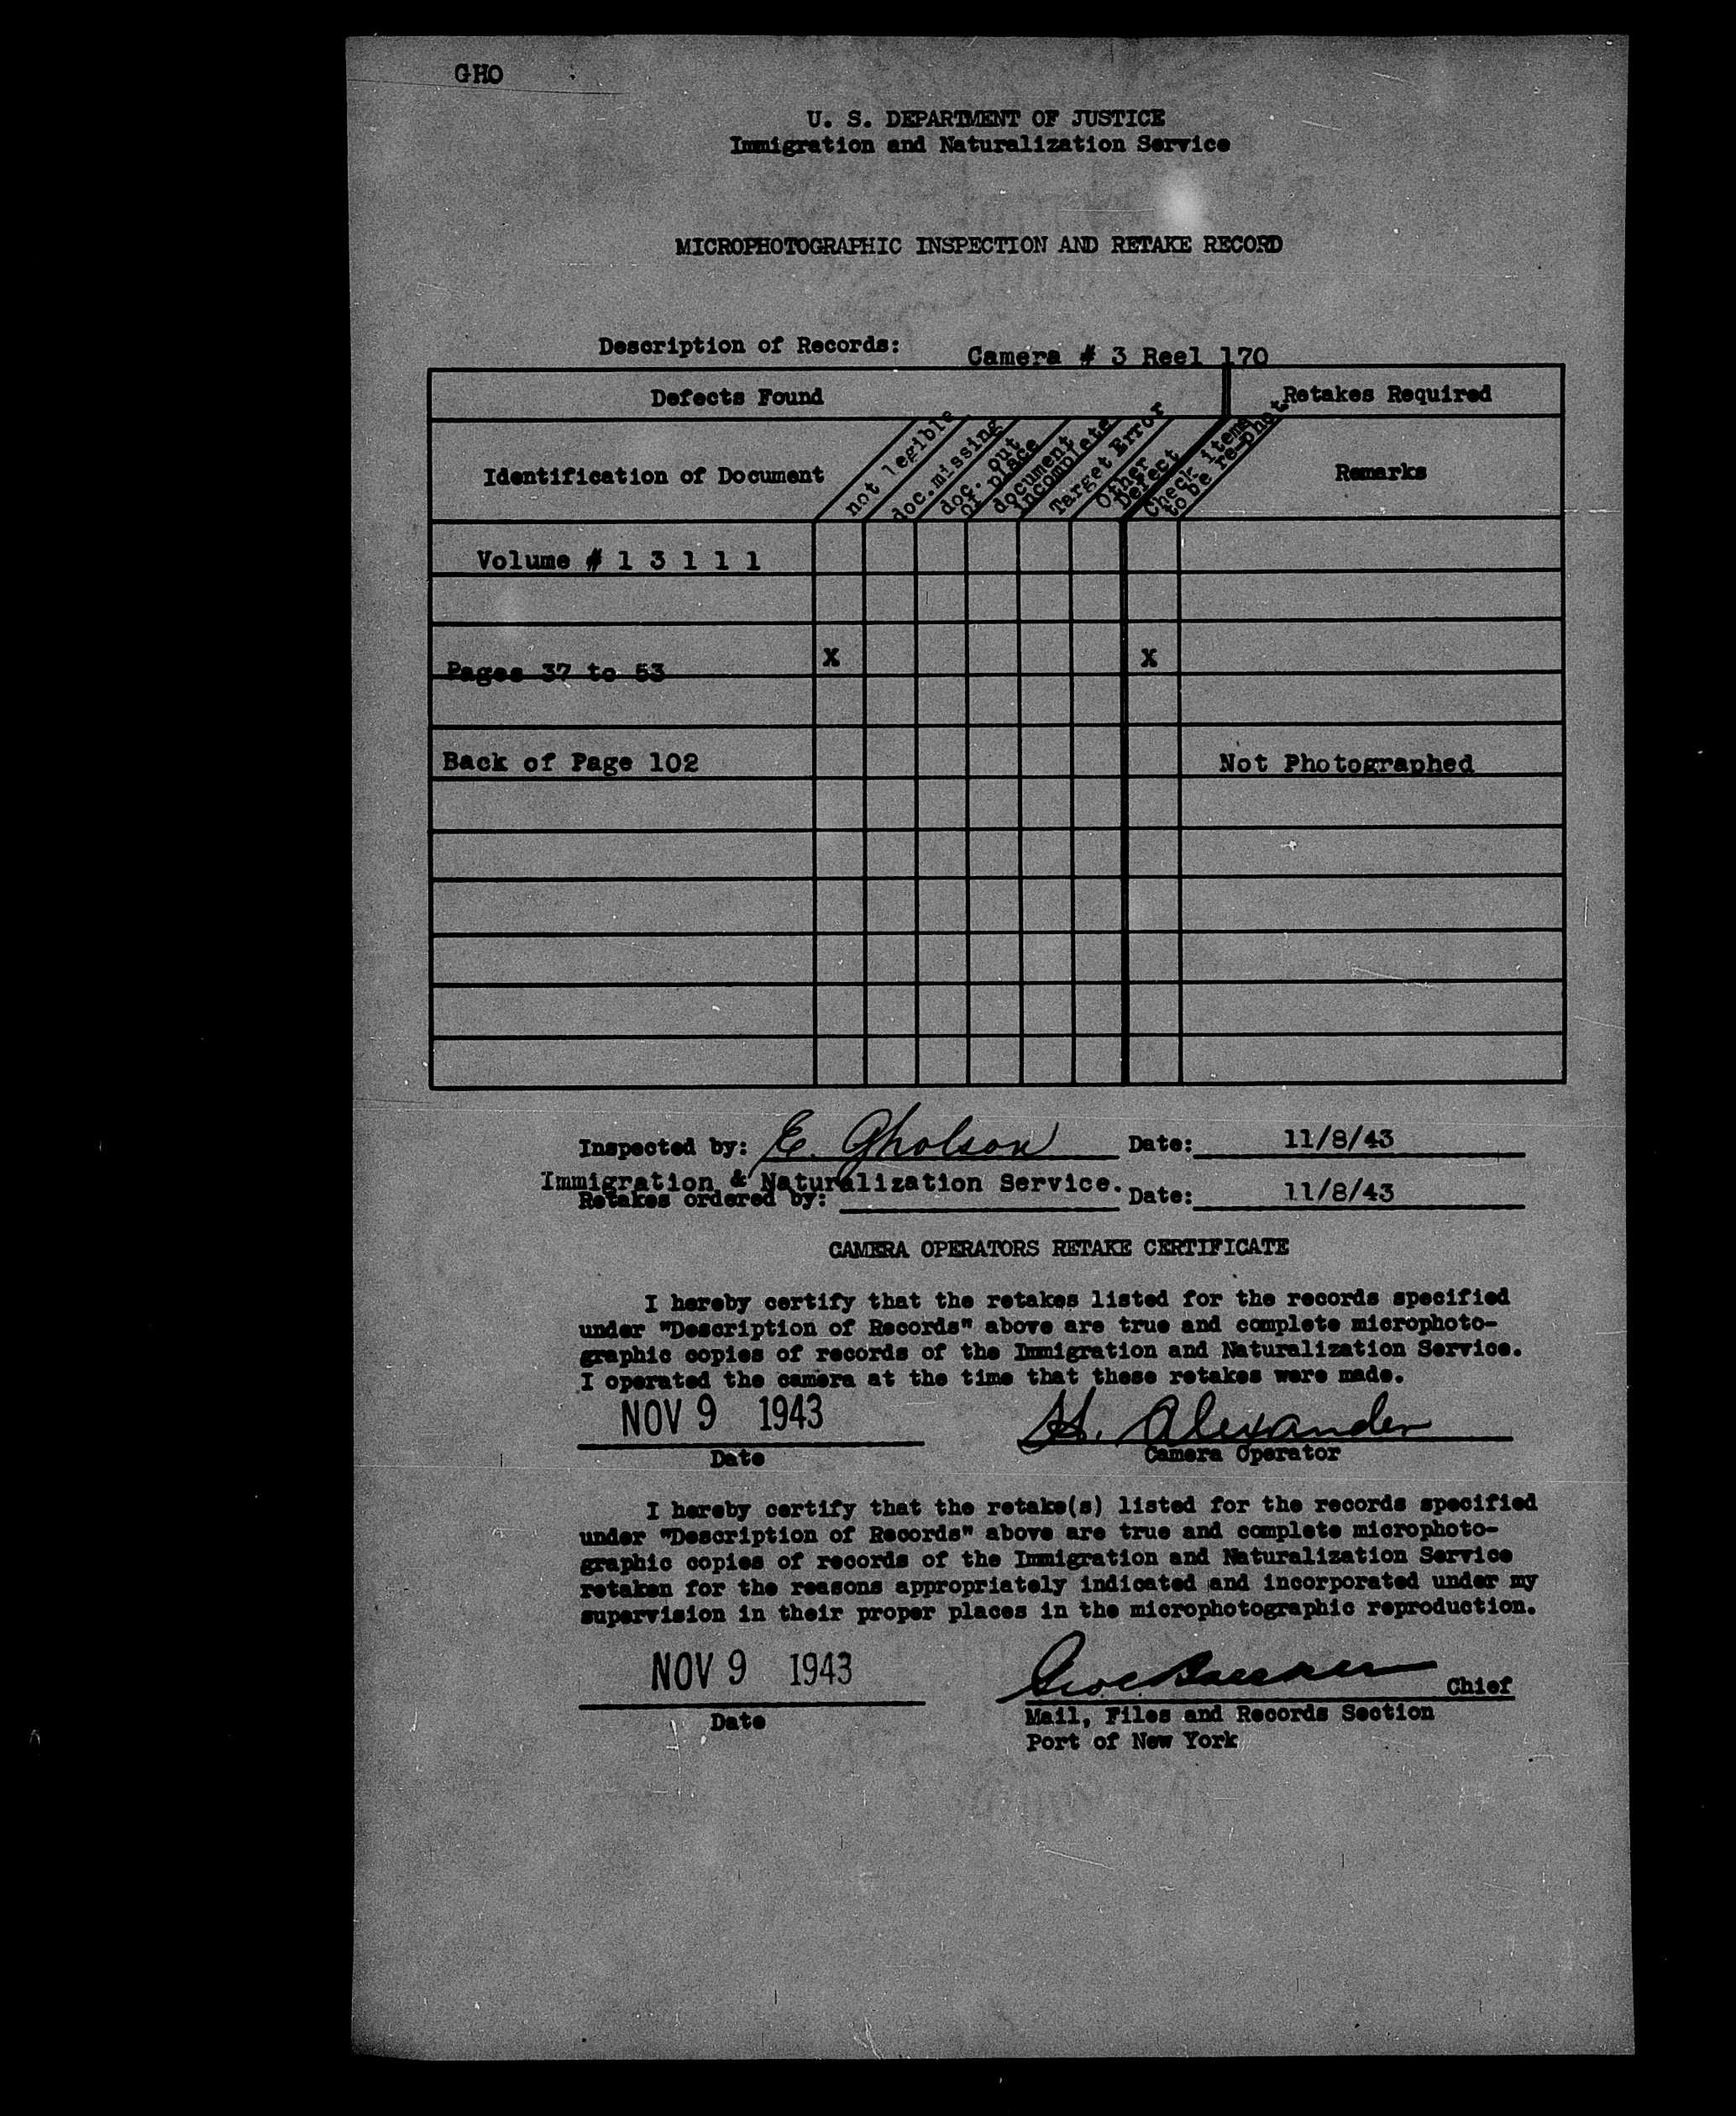 GHO
U. S. DEPARTMENT OF JUSTICE
Immigration and Naturalization Service
MICROPHOTOGRAPHIC INSPECTION AND RETAKE RECORD
Description of Records: Camera # 3 Reel 170
Defects Found Retakes Required
Identification of Document
not legible
doc.missing
doc. out
of place
document
incomplete
Target Error
Other
Defect
Check items
to be re-phot
Remarks
Volume # 1 3 1 1 1
Pages 37 to 53 X X
Back of Page 102 Not Photographed
Inspected by: E. Gholson Date: 11/8/43
Immigration & Naturalization Service.
Retakes ordered by: Date: 11/8/43
CAMERA OPERATORS RETAKE CERTIFICATE
I hereby certify that the retakes listed for the records specified
under "Description of Records" above are true and complete microphoto-
graphic copies of records of the Immigration and Naturalization Service.
I operated the camera at the time that these retakes were made.
NOV 9 1943 H. Alexander
Date Camera Operator
I hereby certify that the retake(s) listed for the records specified
under "Description of Records" above are true and complete microphoto-
graphic copies of records of the Immigration and Naturalization Service
retaken for the reasons appropriately indicated and incorporated under my
supervision in their proper places in the microphotographic reproduction.
NOV 9 1943 Chief
Date Mail, Files and Records Section
Port of New York